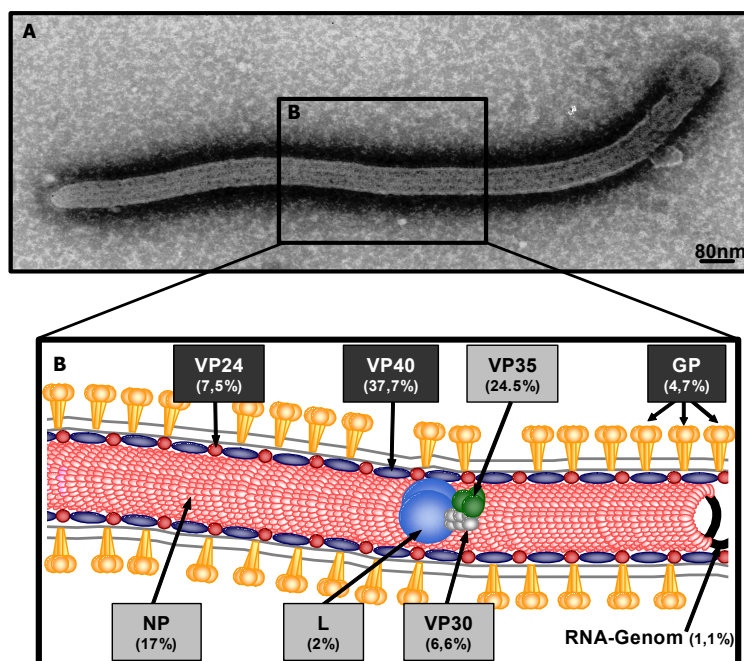 A
B
80nm
B
VP24
(7,5%)
VP40
(37,7%)
VP35
(24.5%)
GP
(4,7%)
NP
(17%)
L
(2%)
VP30
(6,6%)
RNA-Genom (1,1%)